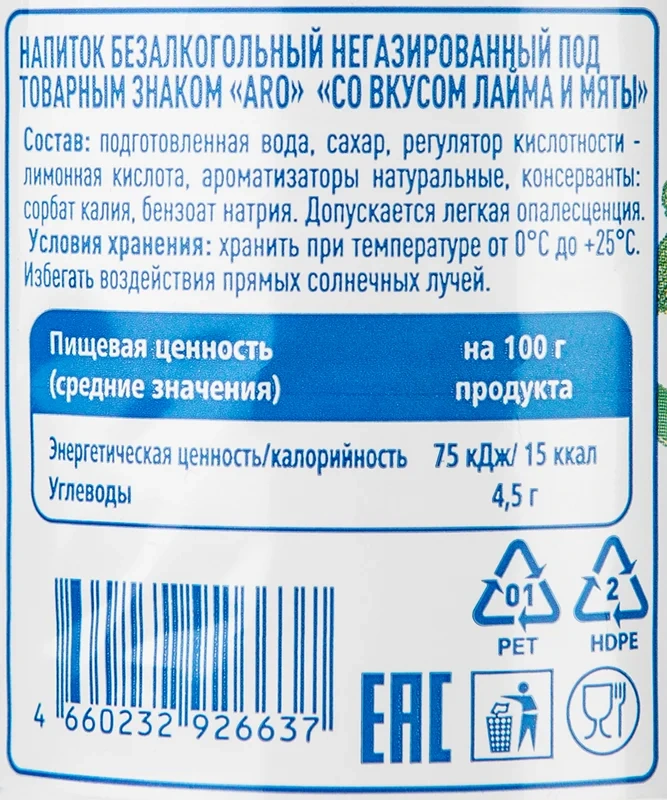 НАПИТОК БЕЗАЛКОГОЛЬНЫЙ НЕГАЗИРОВАННЫЙ ПОД
ТОВАРНЫМ ЗНАКОМ «ARO» «СО ВКУСОМ ЛАЙМА И МЯТЫ»
Состав: подготовленная вода, сахар, регулятор кислотности -
лимонная кислота, ароматизаторы натуральные, консерванты:
сорбат калия, бензоат натрия. Допускается легкая опалесценция.
Условия хранения: хранить при температуре от 0°С до +25°С.
Избегать воздействия прямых солнечных лучей.
Пищевая ценность на 100 г
(средние значения) продукта
Энергетическая ценность/калорийность 75 кДж/ 15 ккал
Углеводы 4,5 г
01 2
PET HDPE
4 660232 926637
EAC